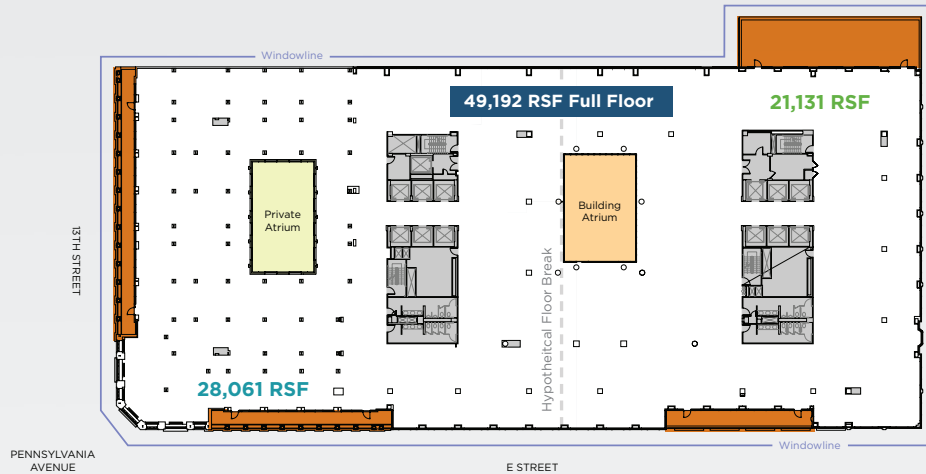 Windowline
49,192 RSF Full Floor
21,131 RSF
Private
Atrium
Building
Atrium
13TH STREET
Hypotheitcal Floor Break
28,061 RSF
Windowline
PENNSYLVANIA
AVENUE
E STREET